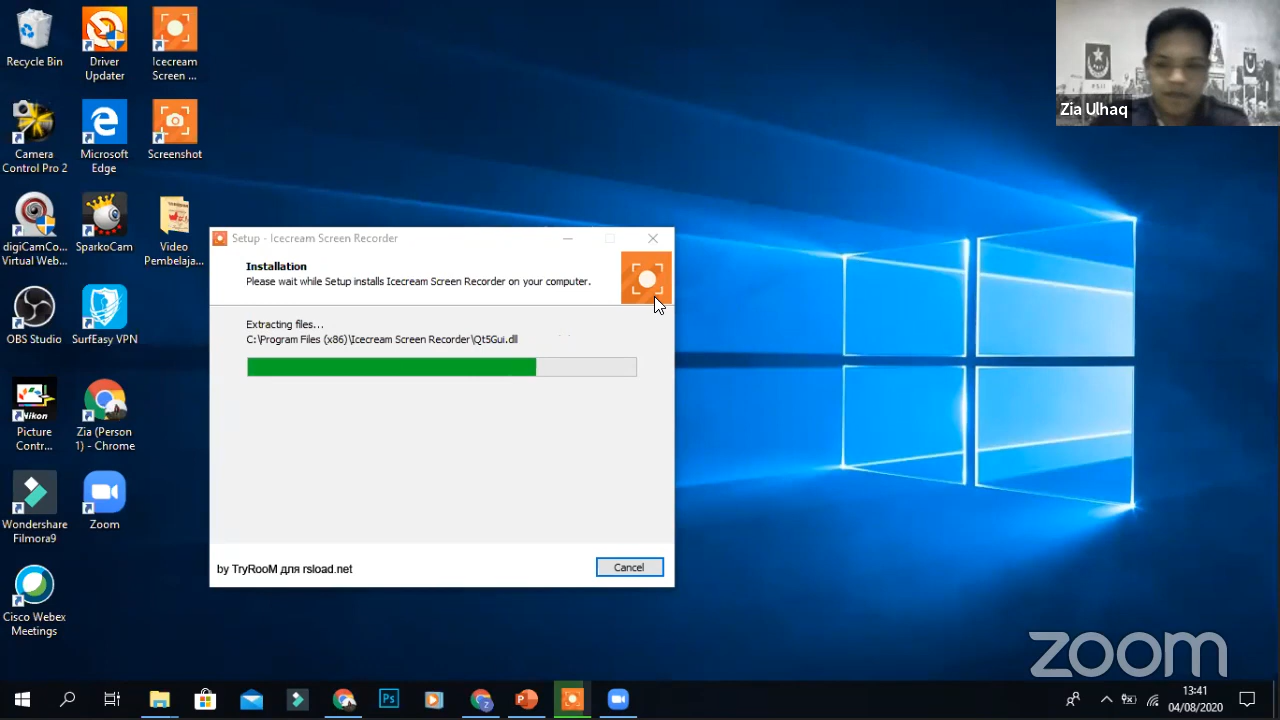 Recycle Bin
Driver
Updater
Icecream
Screen ...
Camera
Control Pro 2
Microsoft
Edge
Screenshot
digiCamCo...
Virtual Web...
SparkoCam
Video
Pembelaja...
OBS Studio
SurfEasy VPN
Nikon
Picture
Contr...
Zia (Person
1) - Chrome
Wondershare
Filmora9
Zoom
Cisco Webex
Meetings
Zia Ulhaq
Setup - Icecream Screen Recorder
Installation
Please wait while Setup installs Icecream Screen Recorder on your computer.
Extracting files...
C:\Program Files (x86)\Icecream Screen Recorder\Qt5Gui.dll
by TryRooM для rsload.net
Cancel
zoom
Ps
13:41
04/08/2020